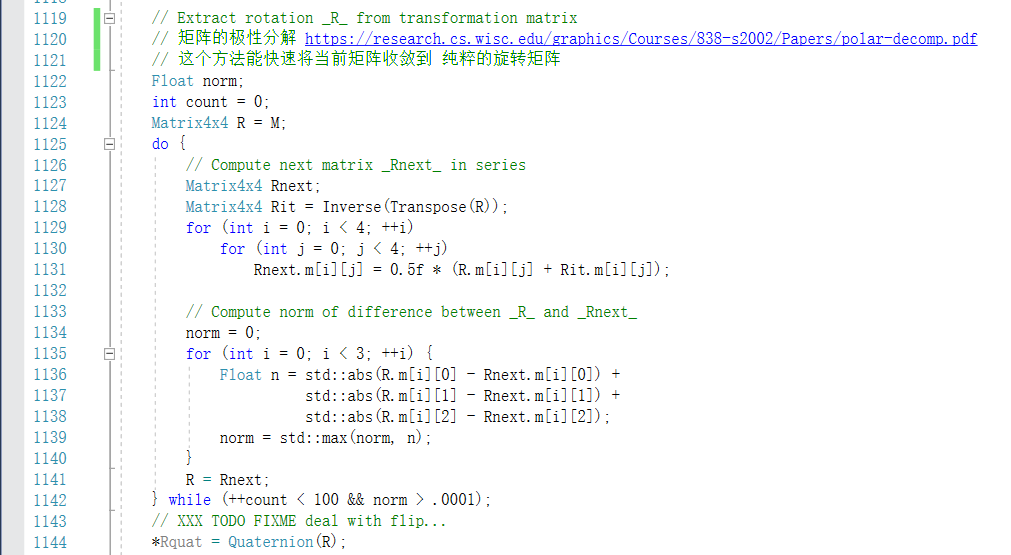 1119 // Extract rotation _R_ from transformation matrix
1120 // 矩阵的极性分解 https://research.cs.wisc.edu/graphics/Courses/838-s2002/Papers/polar-decomp.pdf
1121 // 这个方法能快速将当前矩阵收敛到 纯粹的旋转矩阵
1122 Float norm;
1123 int count = 0;
1124 Matrix4x4 R = M;
1125 do {
1126 // Compute next matrix _Rnext_ in series
1127 Matrix4x4 Rnext;
1128 Matrix4x4 Rit = Inverse(Transpose(R));
1129 for (int i = 0; i < 4; ++i)
1130 for (int j = 0; j < 4; ++j)
1131 Rnext.m[i][j] = 0.5f * (R.m[i][j] + Rit.m[i][j]);
1132
1133 // Compute norm of difference between _R_ and _Rnext_
1134 norm = 0;
1135 for (int i = 0; i < 3; ++i) {
1136 Float n = std::abs(R.m[i][0] - Rnext.m[i][0]) +
1137 std::abs(R.m[i][1] - Rnext.m[i][1]) +
1138 std::abs(R.m[i][2] - Rnext.m[i][2]);
1139 norm = std::max(norm, n);
1140 }
1141 R = Rnext;
1142 } while (++count < 100 && norm > .0001);
1143 // XXX TODO FIXME deal with flip...
1144 *Rquat = Quaternion(R);